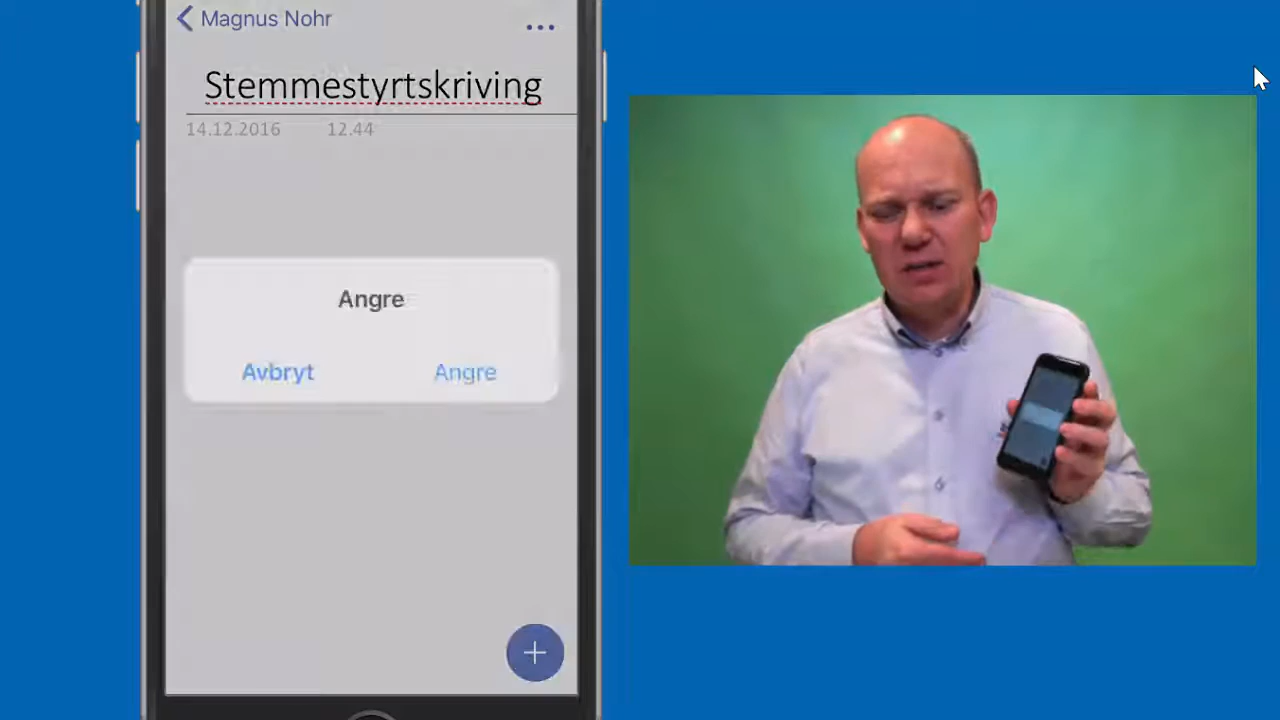 Magnus Nohr
Stemmestyrtskriving
14.12.2016 12.44
Angre
Avbryt Angre